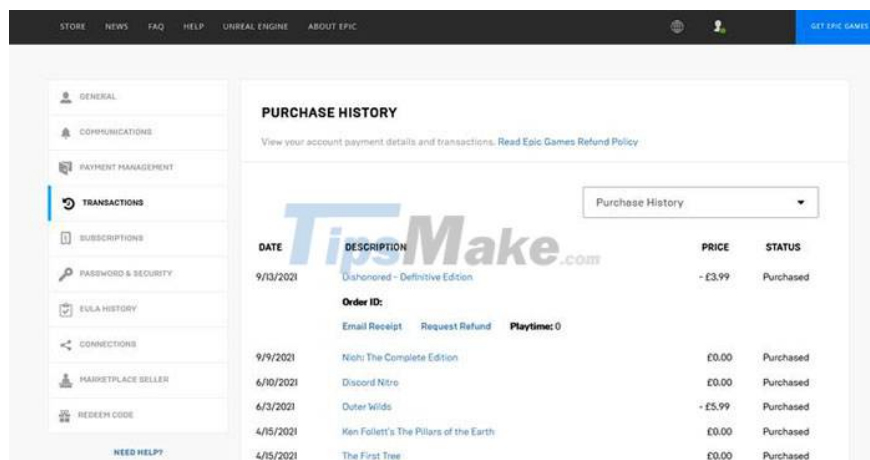 STORE NEWS FAQ HELP UNREAL ENGINE ABOUT EPIC GET EPIC GAMES
GENERAL
COMMUNICATIONS
PAYMENT MANAGEMENT
TRANSACTIONS
SUBSCRIPTIONS
PASSWORD & SECURITY
EULA HISTORY
CONNECTIONS
MARKETPLACE SELLER
REDEEM CODE
NEED HELP?
PURCHASE HISTORY
View your account payment details and transactions. Read Epic Games Refund Policy
Purchase History
TipsMake.com
DATE DESCRIPTION PRICE STATUS
9/13/2021 Dishonored - Definitive Edition - £3.99 Purchased
Order ID:
Email Receipt Request Refund Playtime: 0
9/9/2021 Nioh: The Complete Edition £0.00 Purchased
6/10/2021 Discord Nitro £0.00 Purchased
6/3/2021 Outer Wilds - £5.99 Purchased
4/15/2021 Ken Follett's The Pillars of the Earth £0.00 Purchased
4/15/2021 The First Tree £0.00 Purchased